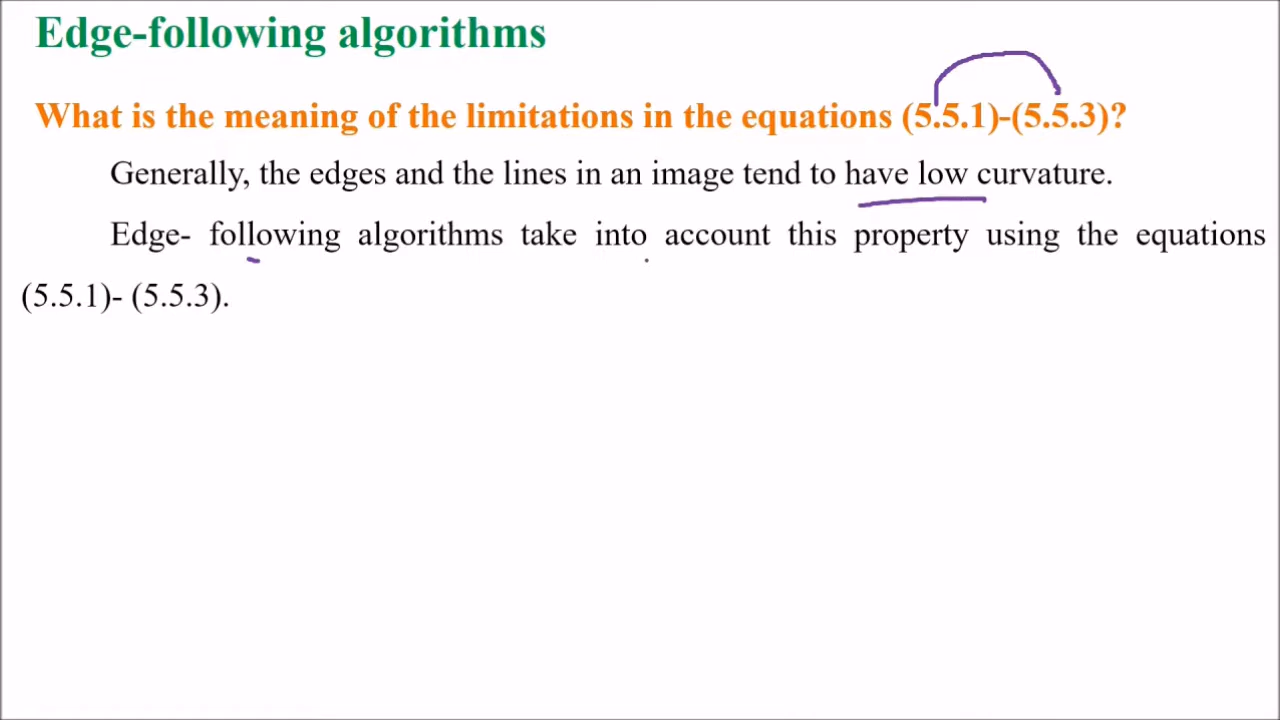 Edge-following algorithms
What is the meaning of the limitations in the equations (5.5.1)-(5.5.3)?
Generally, the edges and the lines in an image tend to have low curvature.
Edge- following algorithms take into account this property using the equations
(5.5.1)- (5.5.3).